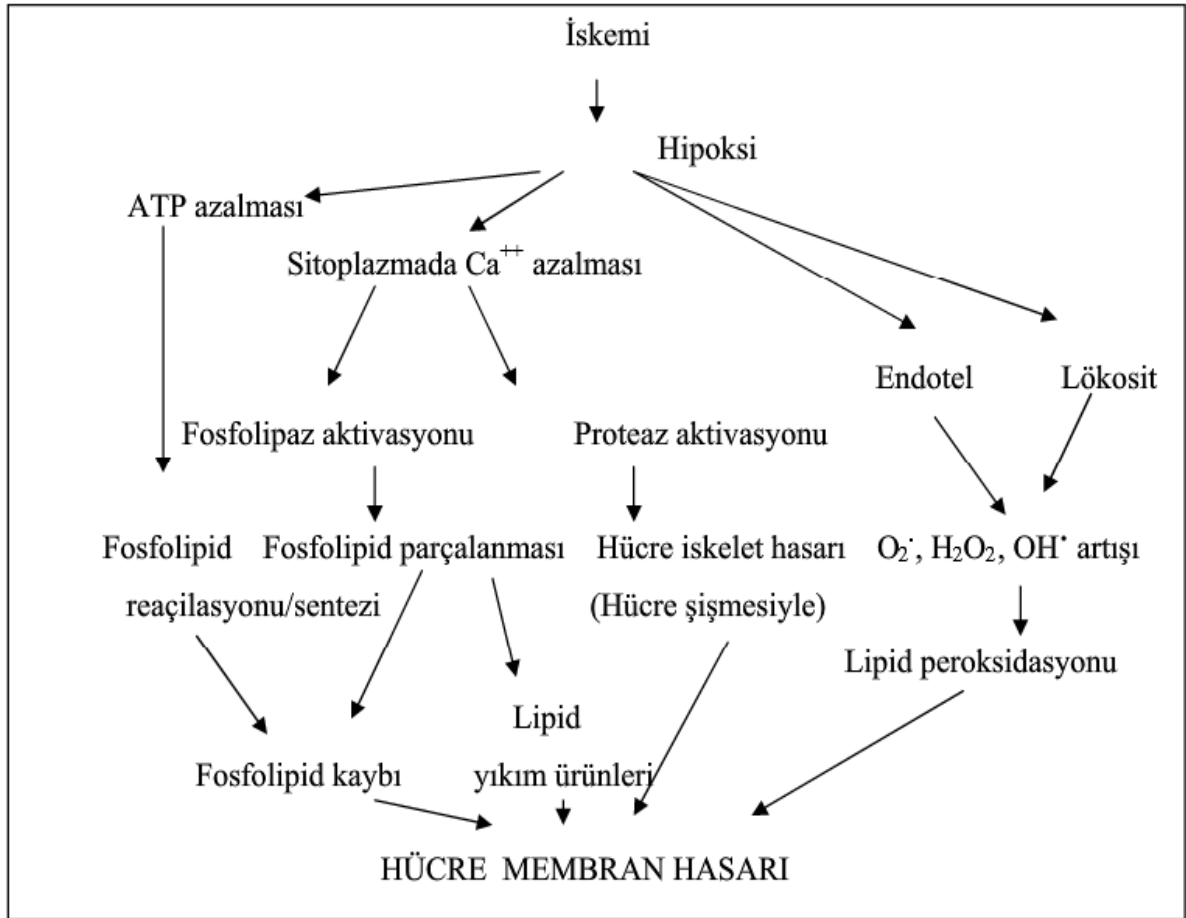 İskemi
Hipoksi
ATP azalması
Sitoplazmada Ca⁺⁺ azalması
Endotel Lökosit
Fosfolipaz aktivasyonu Proteaz aktivasyonu
Fosfolipid Fosfolipid parçalanması Hücre iskelet hasarı O₂˙, H₂O₂, OH˙ artışı
reaçilasyonu/sentezi (Hücre şişmesiyle)
Lipid peroksidasyonu
Lipid
Fosfolipid kaybı yıkım ürünleri
HÜCRE MEMBRAN HASARI